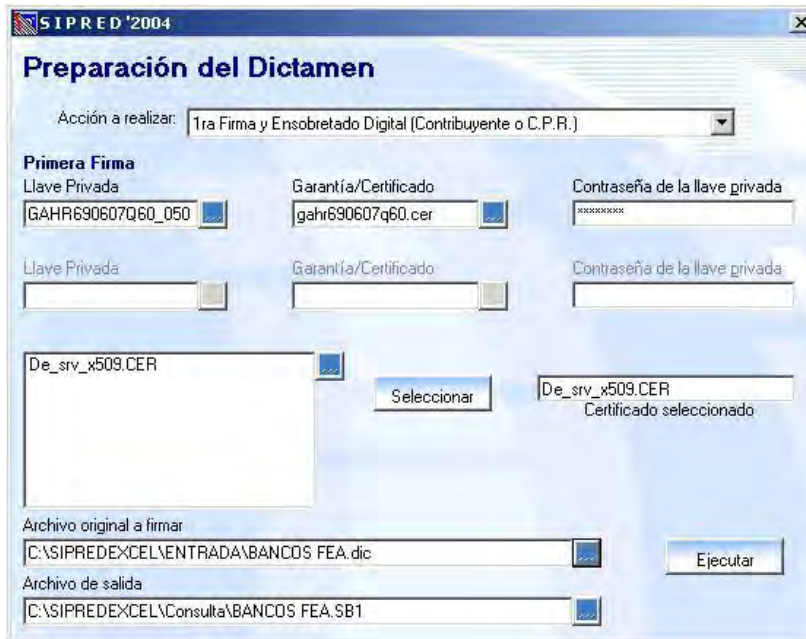 S I P R E D '2004
Preparación del Dictamen
Acción a realizar: 1ra Firma y Ensobretado Digital (Contribuyente o C.P.R.)
Primera Firma
Llave Privada Garantía/Certificado Contraseña de la llave privada
GAHR690607Q60_050 ... gahr690607q60.cer ... xxxxxxxx
Llave Privada Garantía/Certificado Contraseña de la llave privada
De_srv_x509.CER ...
Seleccionar
De_srv_x509.CER
Certificado seleccionado
Archivo original a firmar
C:\SIPREDEXCEL\ENTRADA\BANCOS FEA.dic ... Ejecutar
Archivo de salida
C:\SIPREDEXCEL\Consulta\BANCOS FEA.SB1 ...